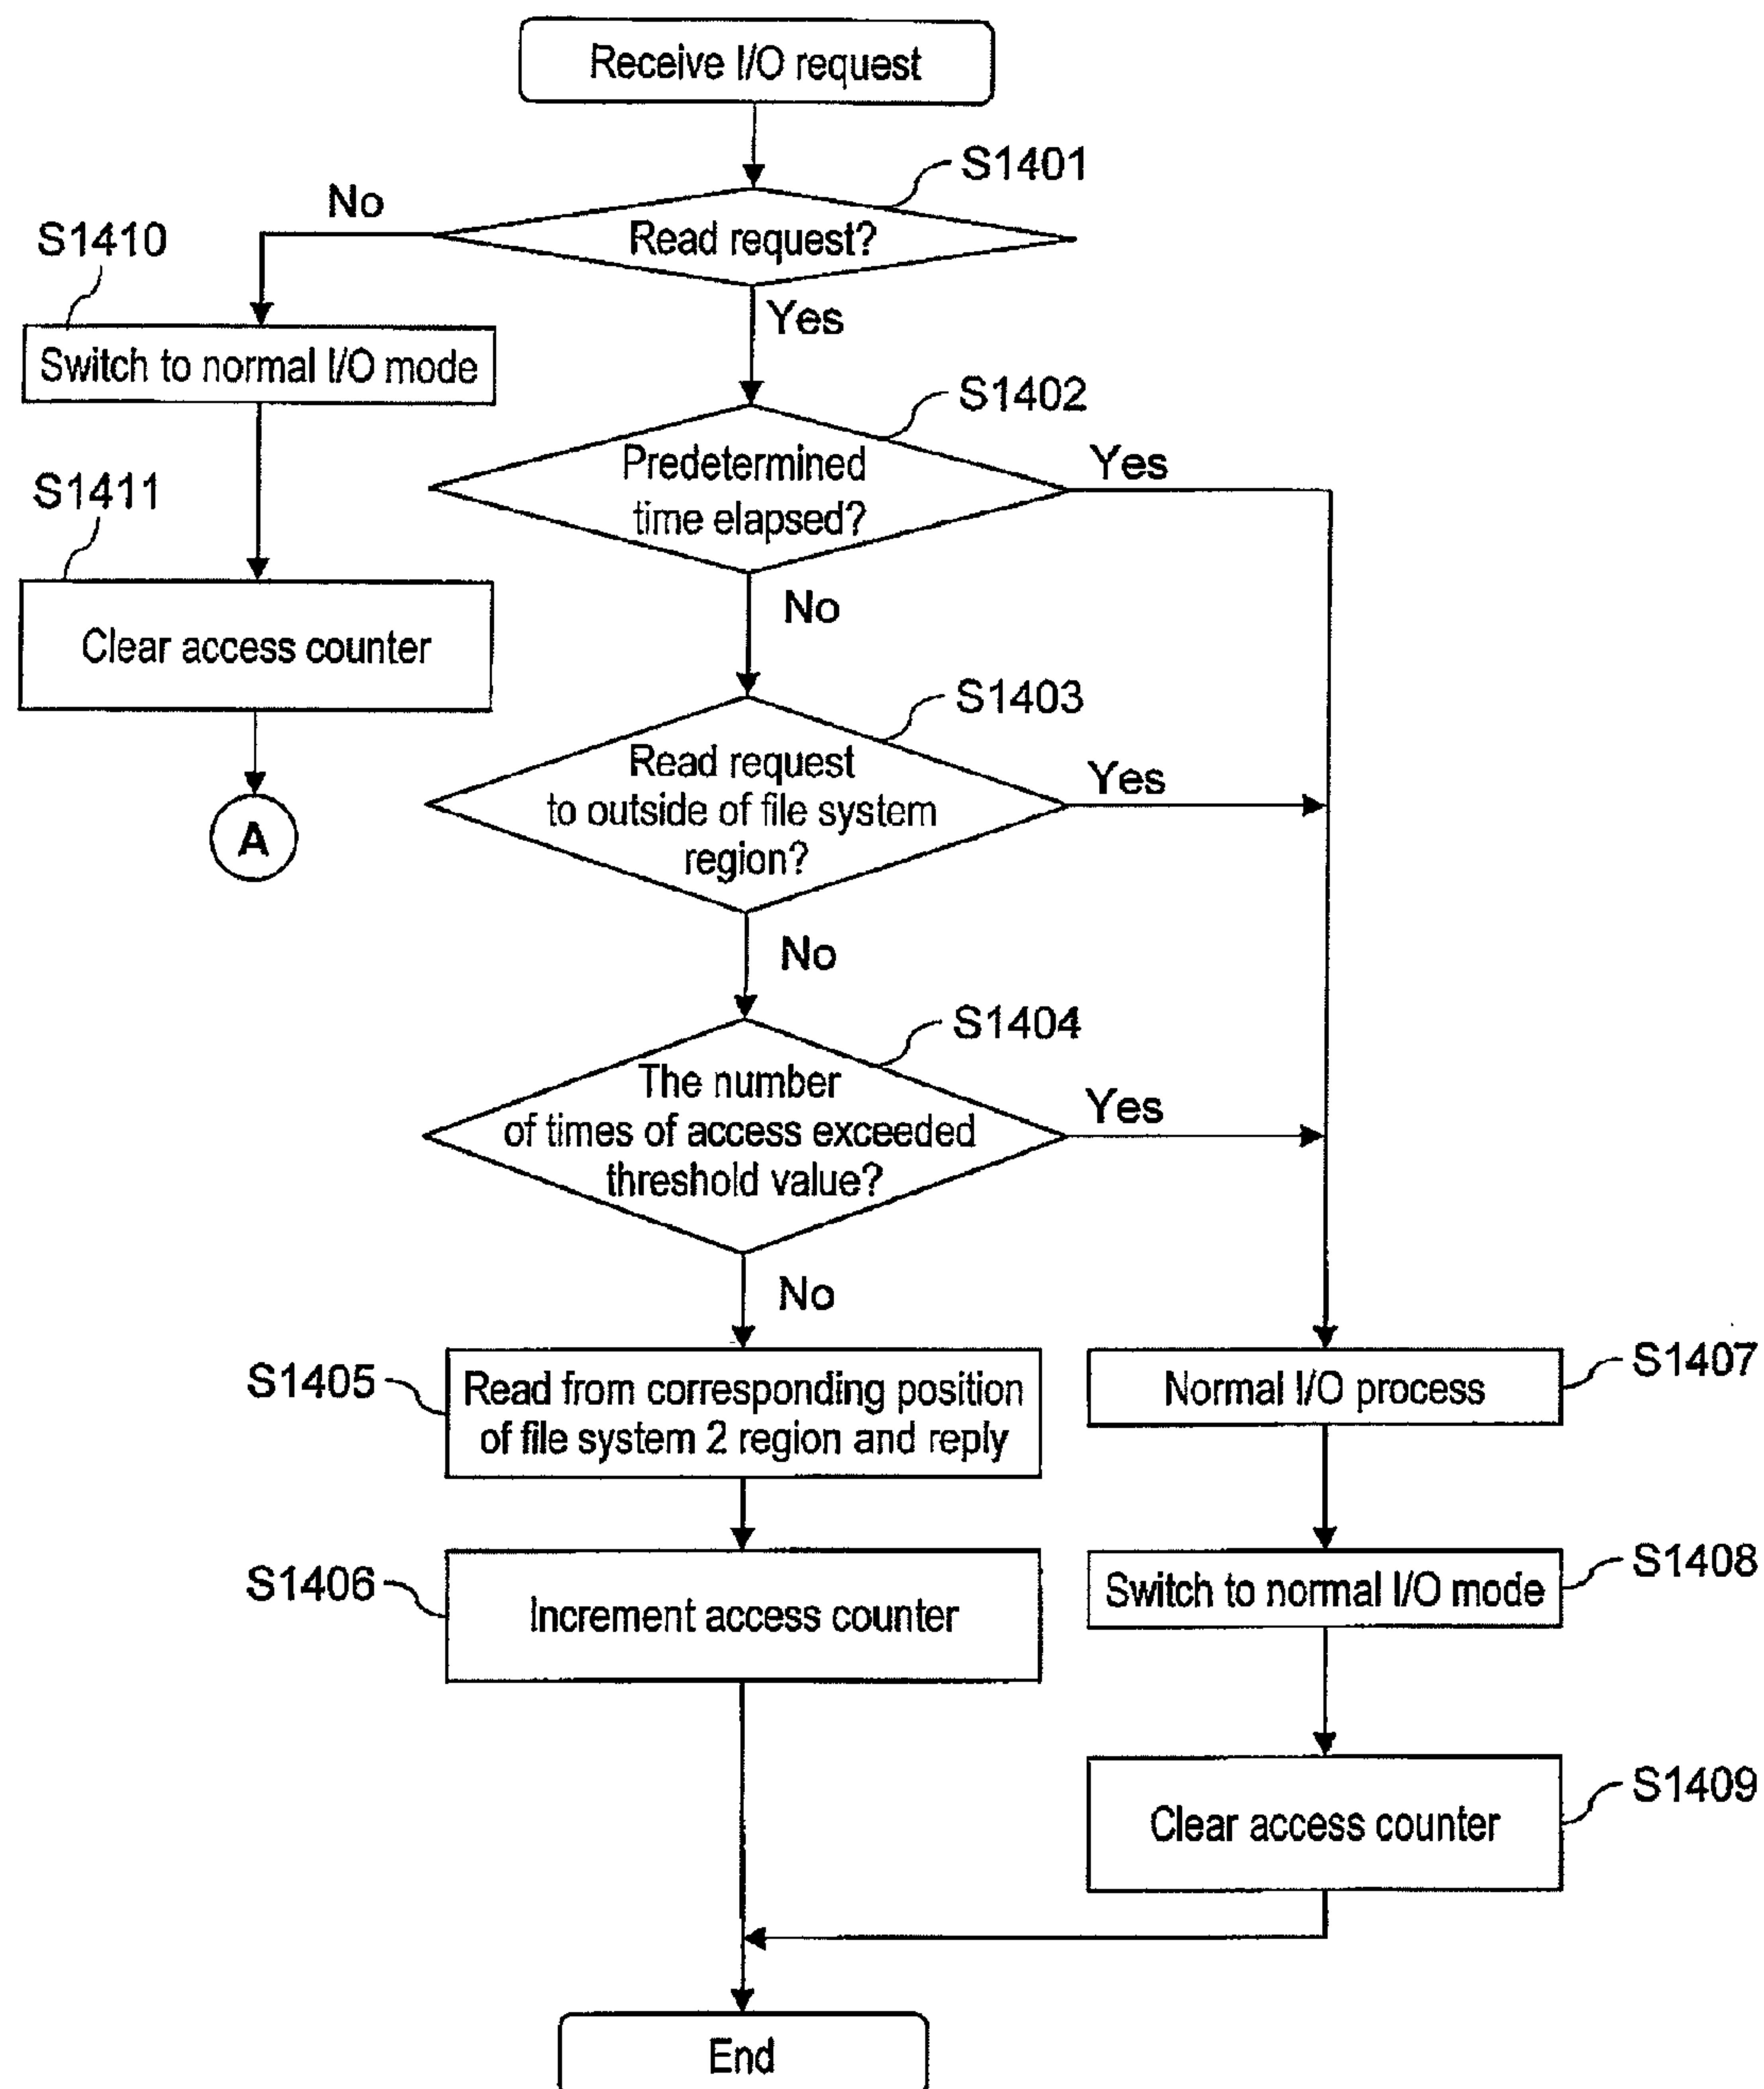 Receive I/O request
S1401
No
Read request?
S1410
Yes
Switch to normal I/O mode
S1402
Predetermined
time elapsed?
Yes
S1411
No
Clear access counter
S1403
Read request
to outside of file system
region?
Yes
A
No
S1404
The number
of times of access exceeded
threshold value?
Yes
No
S1405
Read from corresponding position
of file system 2 region and reply
Normal I/O process
S1407
S1406
Increment access counter
Switch to normal I/O mode
S1408
Clear access counter
S1409
End